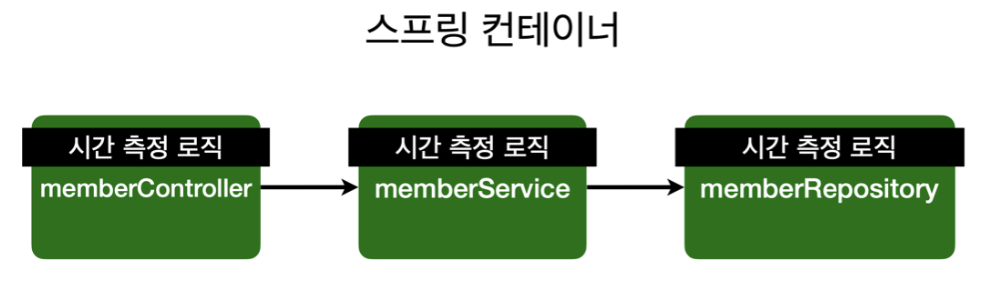 스프링 컨테이너
시간 측정 로직
memberController
시간 측정 로직
memberService
시간 측정 로직
memberRepository